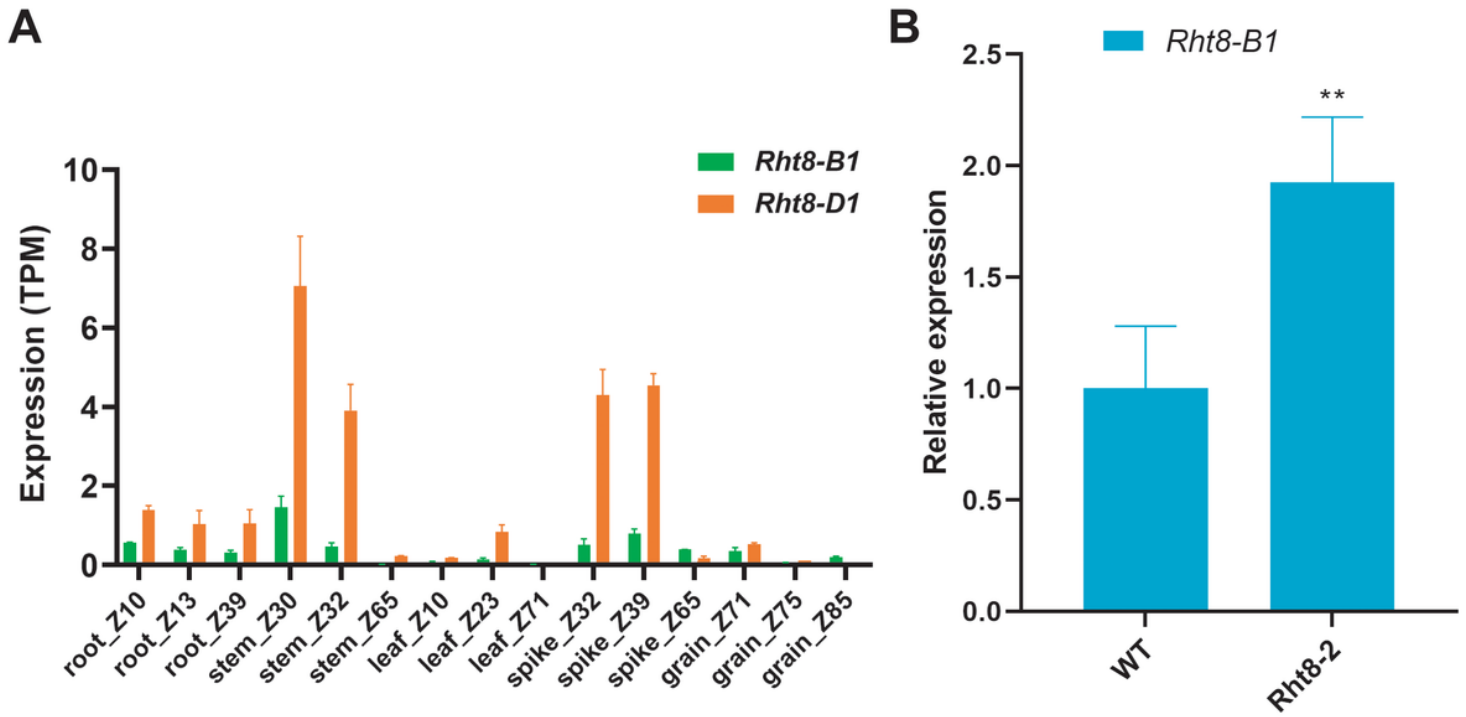 A
Rht8-B1
Rht8-D1
Expression (TPM)
10
8
6
4
2
0
root_Z10
root_Z13
root_Z39
stem_Z30
stem_Z32
stem_Z65
leaf_Z10
leaf_Z23
leaf_Z71
spike_Z32
spike_Z39
spike_Z65
grain_Z71
grain_Z75
grain_Z85
B
Rht8-B1
Relative expression
2.5
2.0
1.5
1.0
0.5
0.0
**
WT
Rht8-2